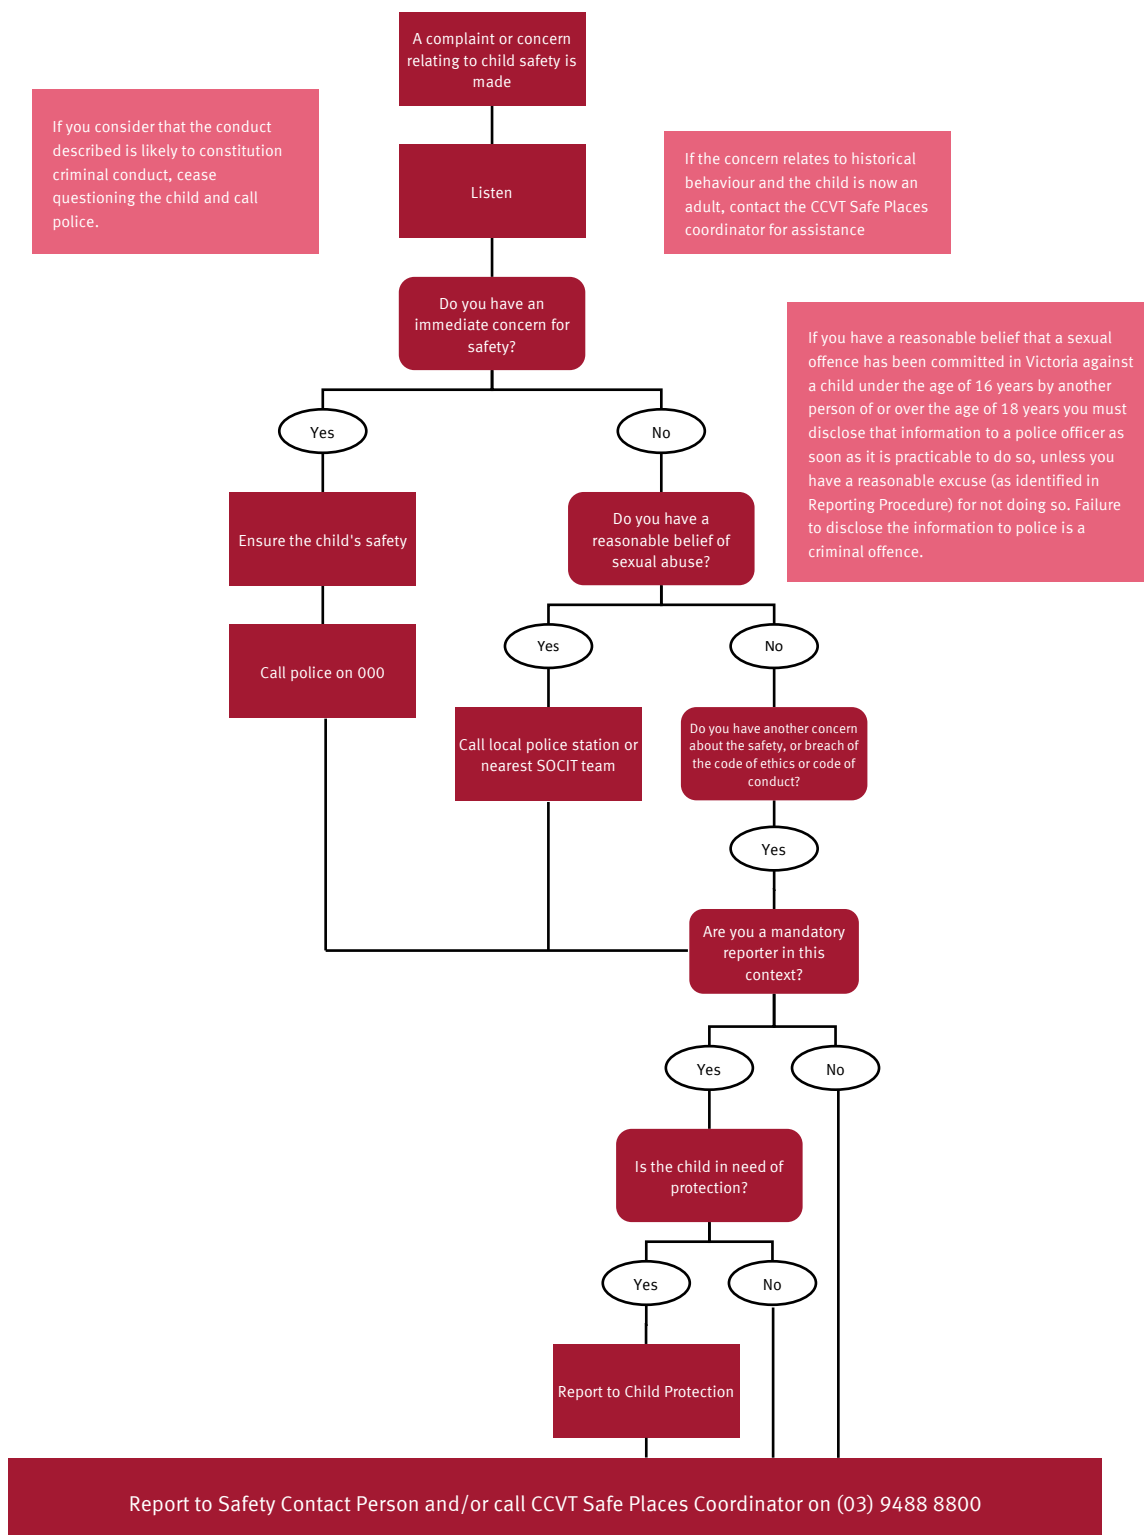 A complaint or concern
relating to child safety is
made
If you consider that the conduct
described is likely to constitution
criminal conduct, cease
questioning the child and call
police.
Listen
If the concern relates to historical
behaviour and the child is now an
adult, contact the CCVT Safe Places
coordinator for assistance
Do you have an
immediate concern for
safety?
If you have a reasonable belief that a sexual
offence has been committed in Victoria against
a child under the age of 16 years by another
person of or over the age of 18 years you must
disclose that information to a police officer as
soon as it is practicable to do so, unless you
have a reasonable excuse (as identified in
Reporting Procedure) for not doing so. Failure
to disclose the information to police is a
criminal offence.
Yes
No
Ensure the child's safety
Do you have a
reasonable belief of
sexual abuse?
Call police on 000
Yes
No
Call local police station or
nearest SOCIT team
Do you have another concern
about the safety, or breach of
the code of ethics or code of
conduct?
Yes
Are you a mandatory
reporter in this
context?
Yes
No
Is the child in need of
protection?
Yes
No
Report to Child Protection
Report to Safety Contact Person and/or call CCVT Safe Places Coordinator on (03) 9488 8800